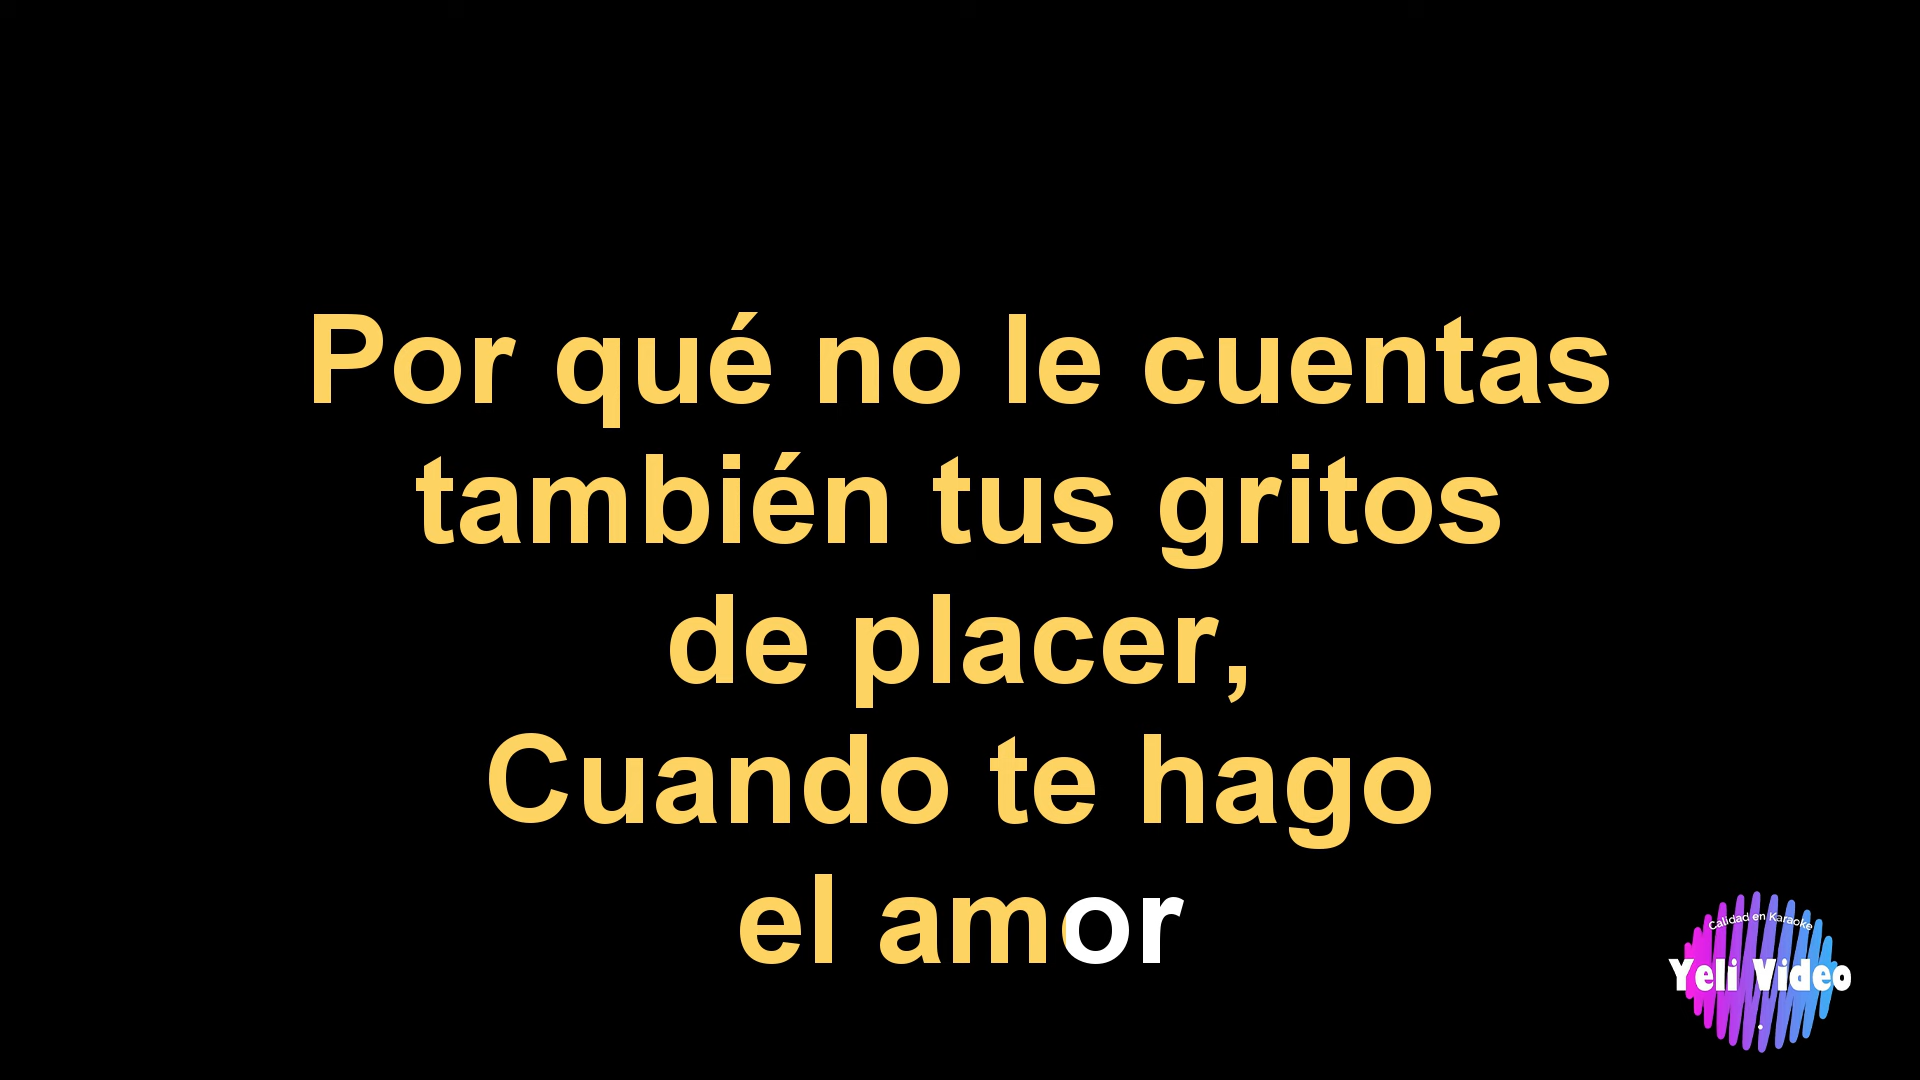 Por qué no le cuentas
también tus gritos
de placer,
Cuando te hago
el amor
Calidad en Karaoke
Yeli Video